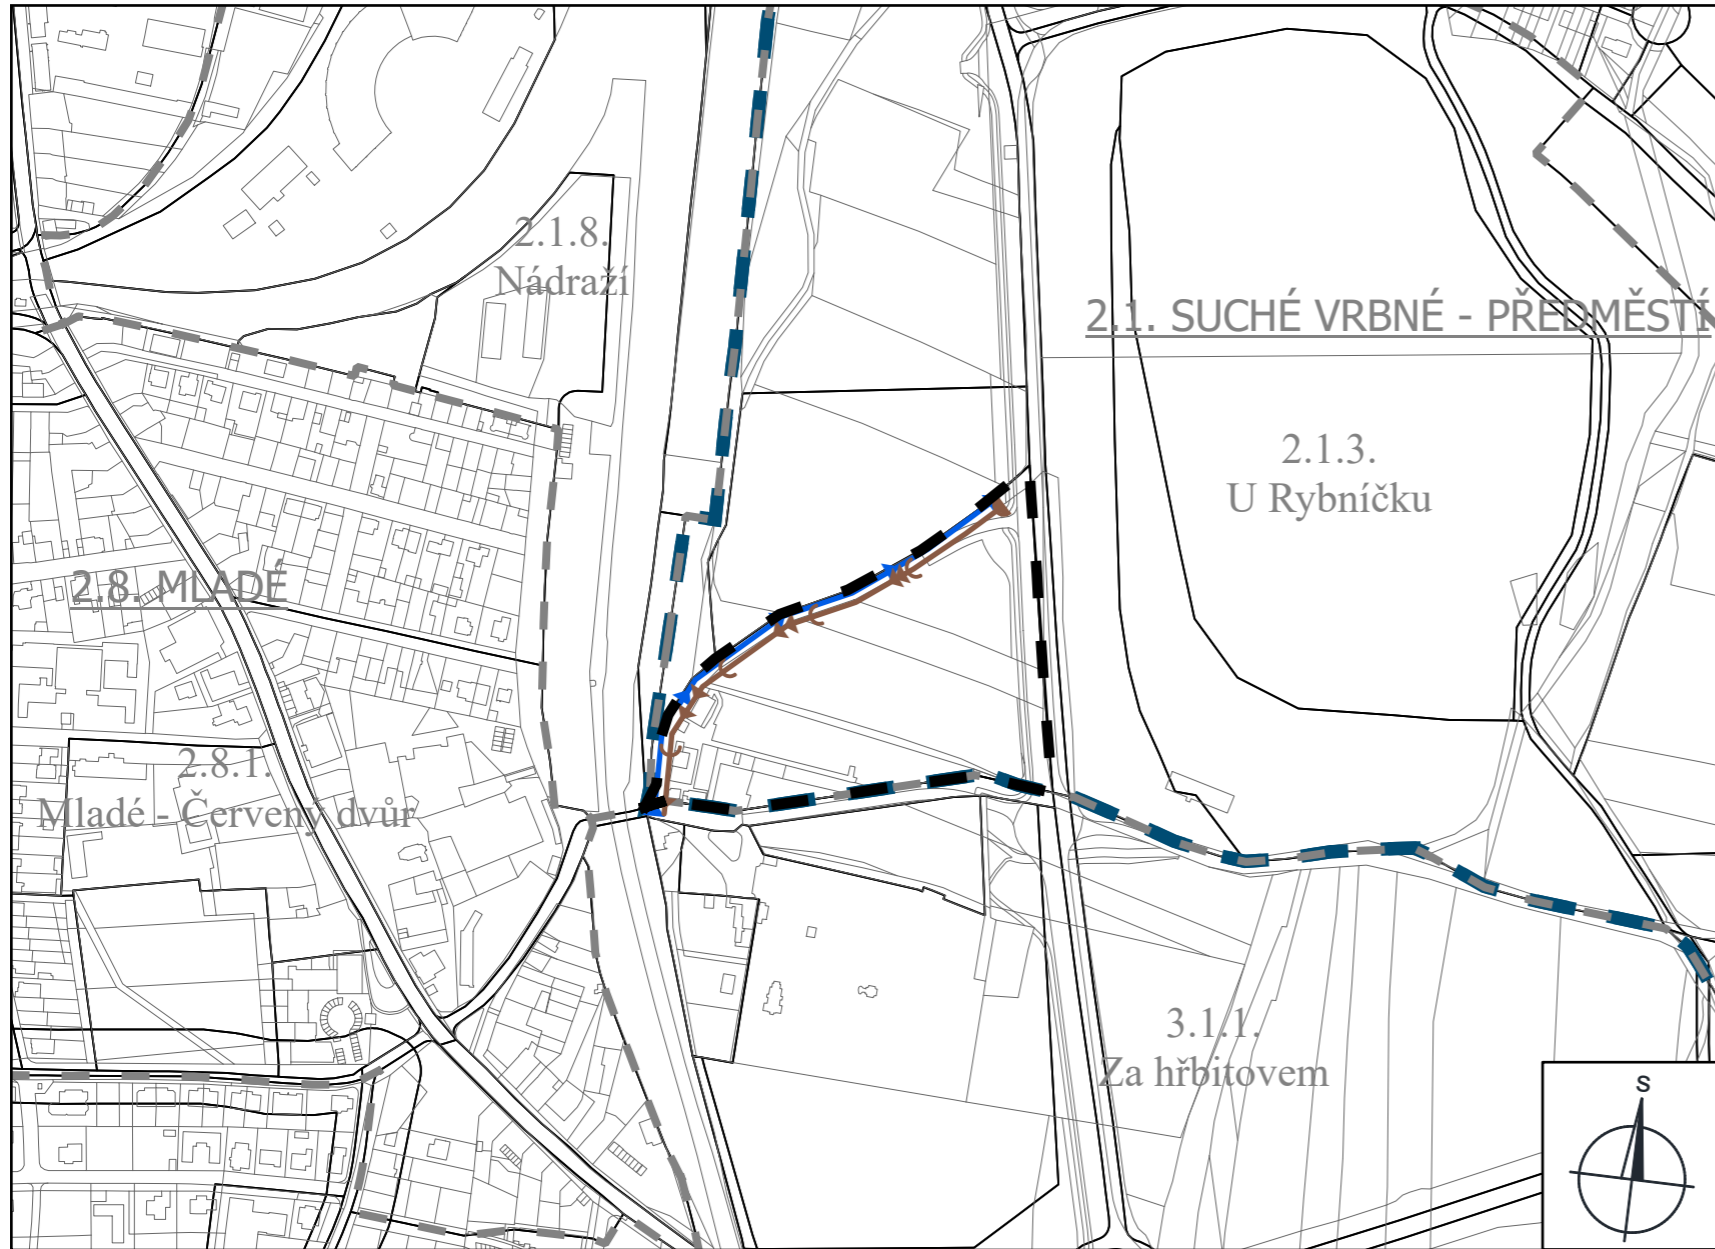 2.1.8.
Nádraží
2.1. SUCHÉ VRBNÉ - PŘEDMĚSTÍ
2.1.3.
U Rybníčku
2.8. MLADÉ
2.8.1.
Mladé - Červený dvůr
3.1.1.
Za hřbitovem
S